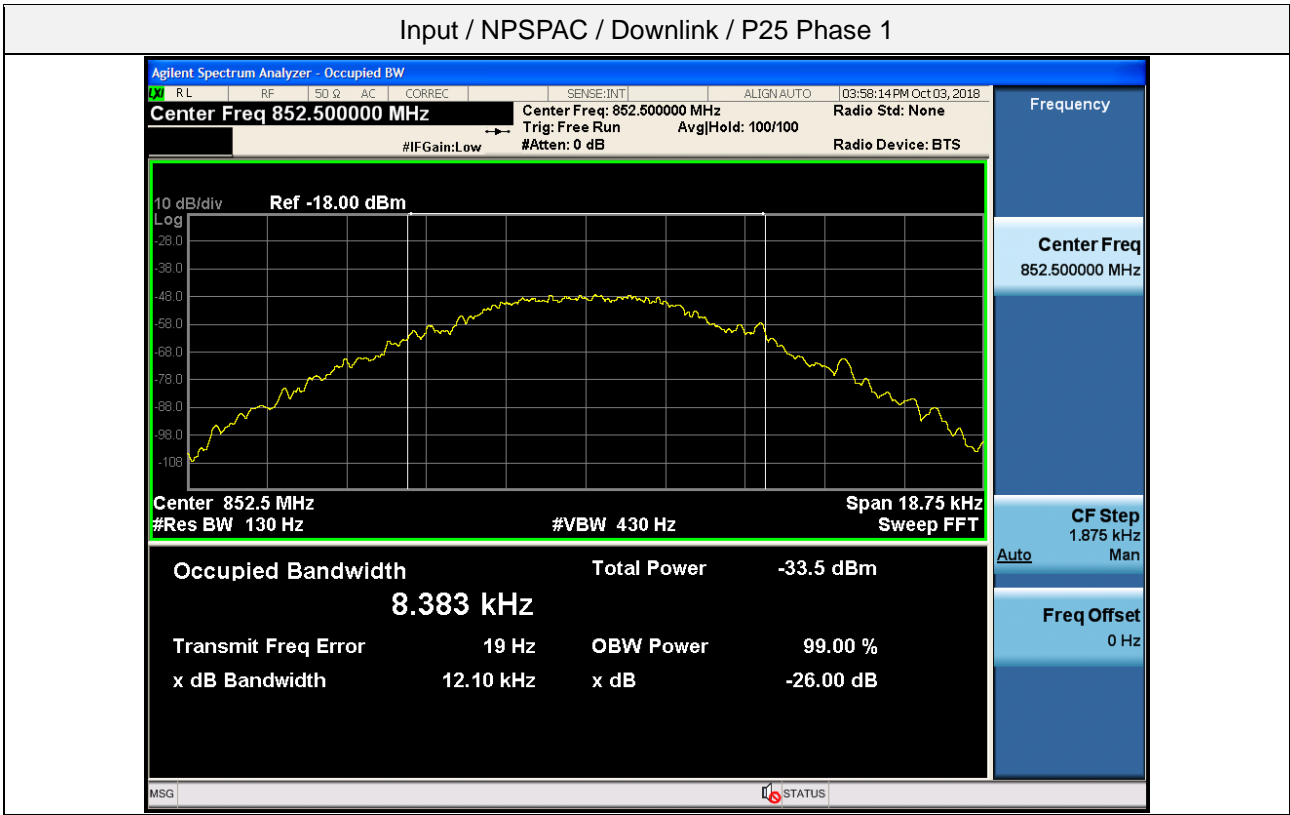 Input / NPSPAC / Downlink / P25 Phase 1
Agilent Spectrum Analyzer - Occupied BW
LXI RL RF 50 Ω AC CORREC SENSE:INT ALIGN AUTO 03:58:14 PM Oct 03, 2018
Center Freq 852.500000 MHz
Center Freq: 852.500000 MHz
Radio Std: None
Trig: Free Run Avg|Hold: 100/100
#IFGain:Low #Atten: 0 dB Radio Device: BTS
10 dB/div Ref -18.00 dBm
Log
-28.0
-38.0
-48.0
-58.0
-68.0
-78.0
-88.0
-98.0
-108
Center 852.5 MHz Span 18.75 kHz
#Res BW 130 Hz #VBW 430 Hz Sweep FFT
Occupied Bandwidth Total Power -33.5 dBm
8.383 kHz
Transmit Freq Error 19 Hz OBW Power 99.00 %
x dB Bandwidth 12.10 kHz x dB -26.00 dB
Frequency
Center Freq
852.500000 MHz
CF Step
1.875 kHz
Auto Man
Freq Offset
0 Hz
MSG STATUS